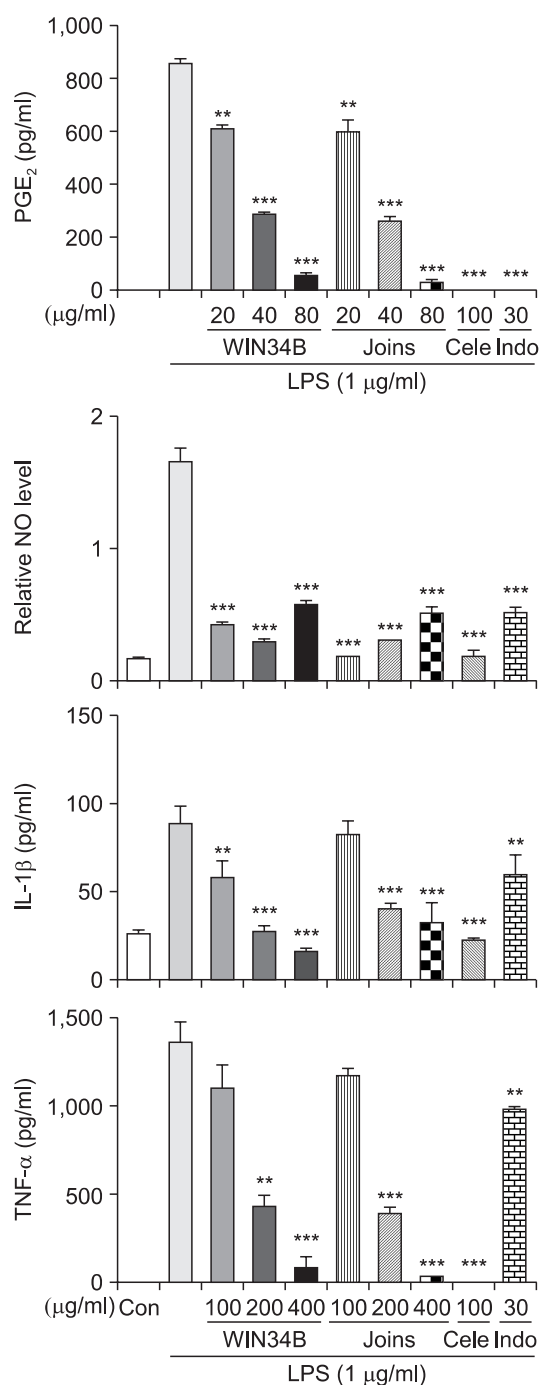 1,000
800
600
400
200
0
PGE₂ (pg/ml)
** *** *** ** *** *** *** ***
(μg/ml) 20 40 80 20 40 80 100 30
WIN34B Joins Cele Indo
LPS (1 μg/ml)
2
1
0
Relative NO level
*** *** *** *** *** *** *** ***
150
100
50
0
IL-1β (pg/ml)
** *** *** *** *** *** **
1,500
1,000
500
0
TNF-α (pg/ml)
** *** *** *** *** **
(μg/ml) Con 100 200 400 100 200 400 100 30
WIN34B Joins Cele Indo
LPS (1 μg/ml)